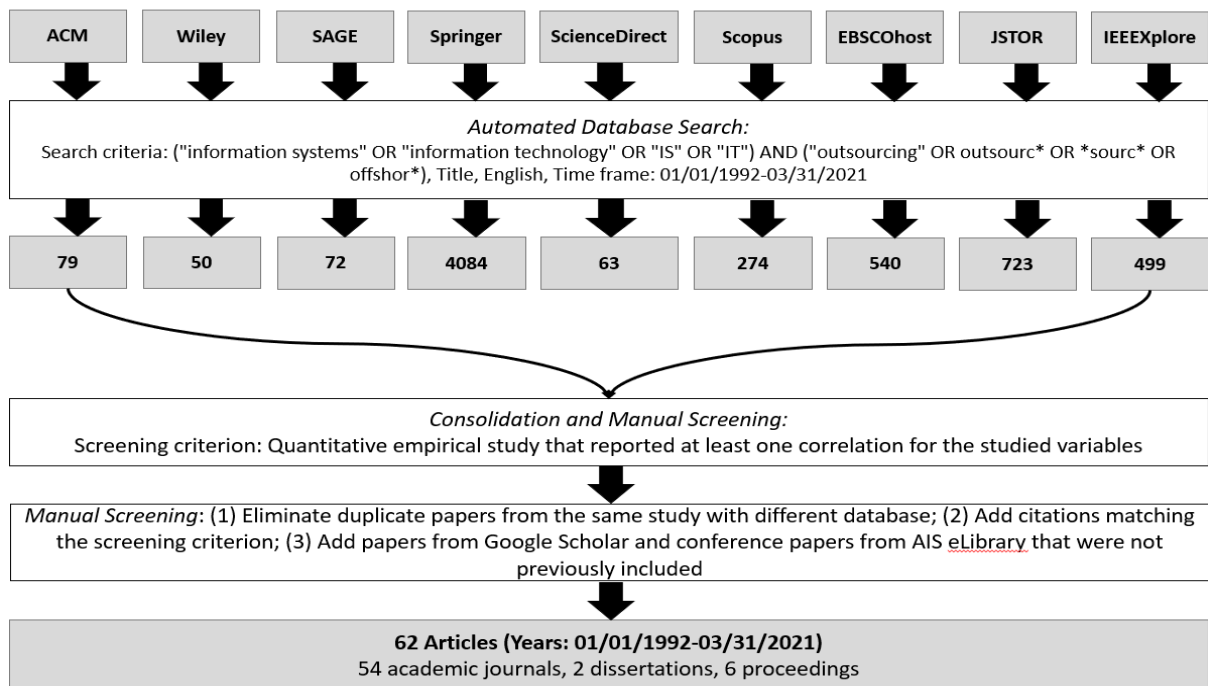 ACM Wiley SAGE Springer ScienceDirect Scopus EBSCOhost JSTOR IEEEXplore
Automated Database Search:
Search criteria: ("information systems" OR "information technology" OR "IS" OR "IT") AND ("outsourcing" OR outsourc* OR *sourc* OR
offshor*), Title, English, Time frame: 01/01/1992-03/31/2021
79 50 72 4084 63 274 540 723 499
Consolidation and Manual Screening:
Screening criterion: Quantitative empirical study that reported at least one correlation for the studied variables
Manual Screening: (1) Eliminate duplicate papers from the same study with different database; (2) Add citations matching
the screening criterion; (3) Add papers from Google Scholar and conference papers from AIS eLibrary that were not
previously included
62 Articles (Years: 01/01/1992-03/31/2021)
54 academic journals, 2 dissertations, 6 proceedings